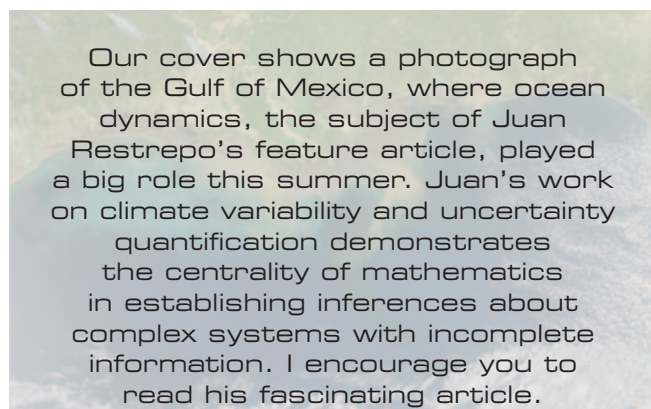 Our cover shows a photograph
of the Gulf of Mexico, where ocean
dynamics, the subject of Juan
Restrepo's feature article, played
a big role this summer. Juan's work
on climate variability and uncertainty
quantification demonstrates
the centrality of mathematics
in establishing inferences about
complex systems with incomplete
information. I encourage you to
read his fascinating article.